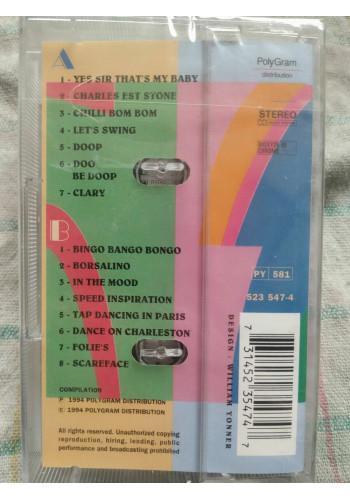 A
1 - YES SIR THAT'S MY BABY
2 - CHARLES EST STONE
3 - CHILLI BOM BOM
4 - LET'S SWING
5 - DOOP
6 - DOO
BE DOOP
7 - CLARY
B
1 - BINGO BANGO BONGO
2 - BORSALINO
3 - IN THE MOOD
4 - SPEED INSPIRATION
5 - TAP DANCING IN PARIS
6 - DANCE ON CHARLESTON
7 - FOLIE'S
8 - SCAREFACE
COMPILATION
P 1994 POLYGRAM DISTRIBUTION
C 1994 POLYGRAM DISTRIBUTION
All rights reserved. Unauthorized copying
reproduction, hiring, lending, public
performance and broadcasting prohibited
PolyGram
distribution
STEREO
PY 581
523 547-4
DESIGN - WILLIAM YONNER
7 31452 35474 7